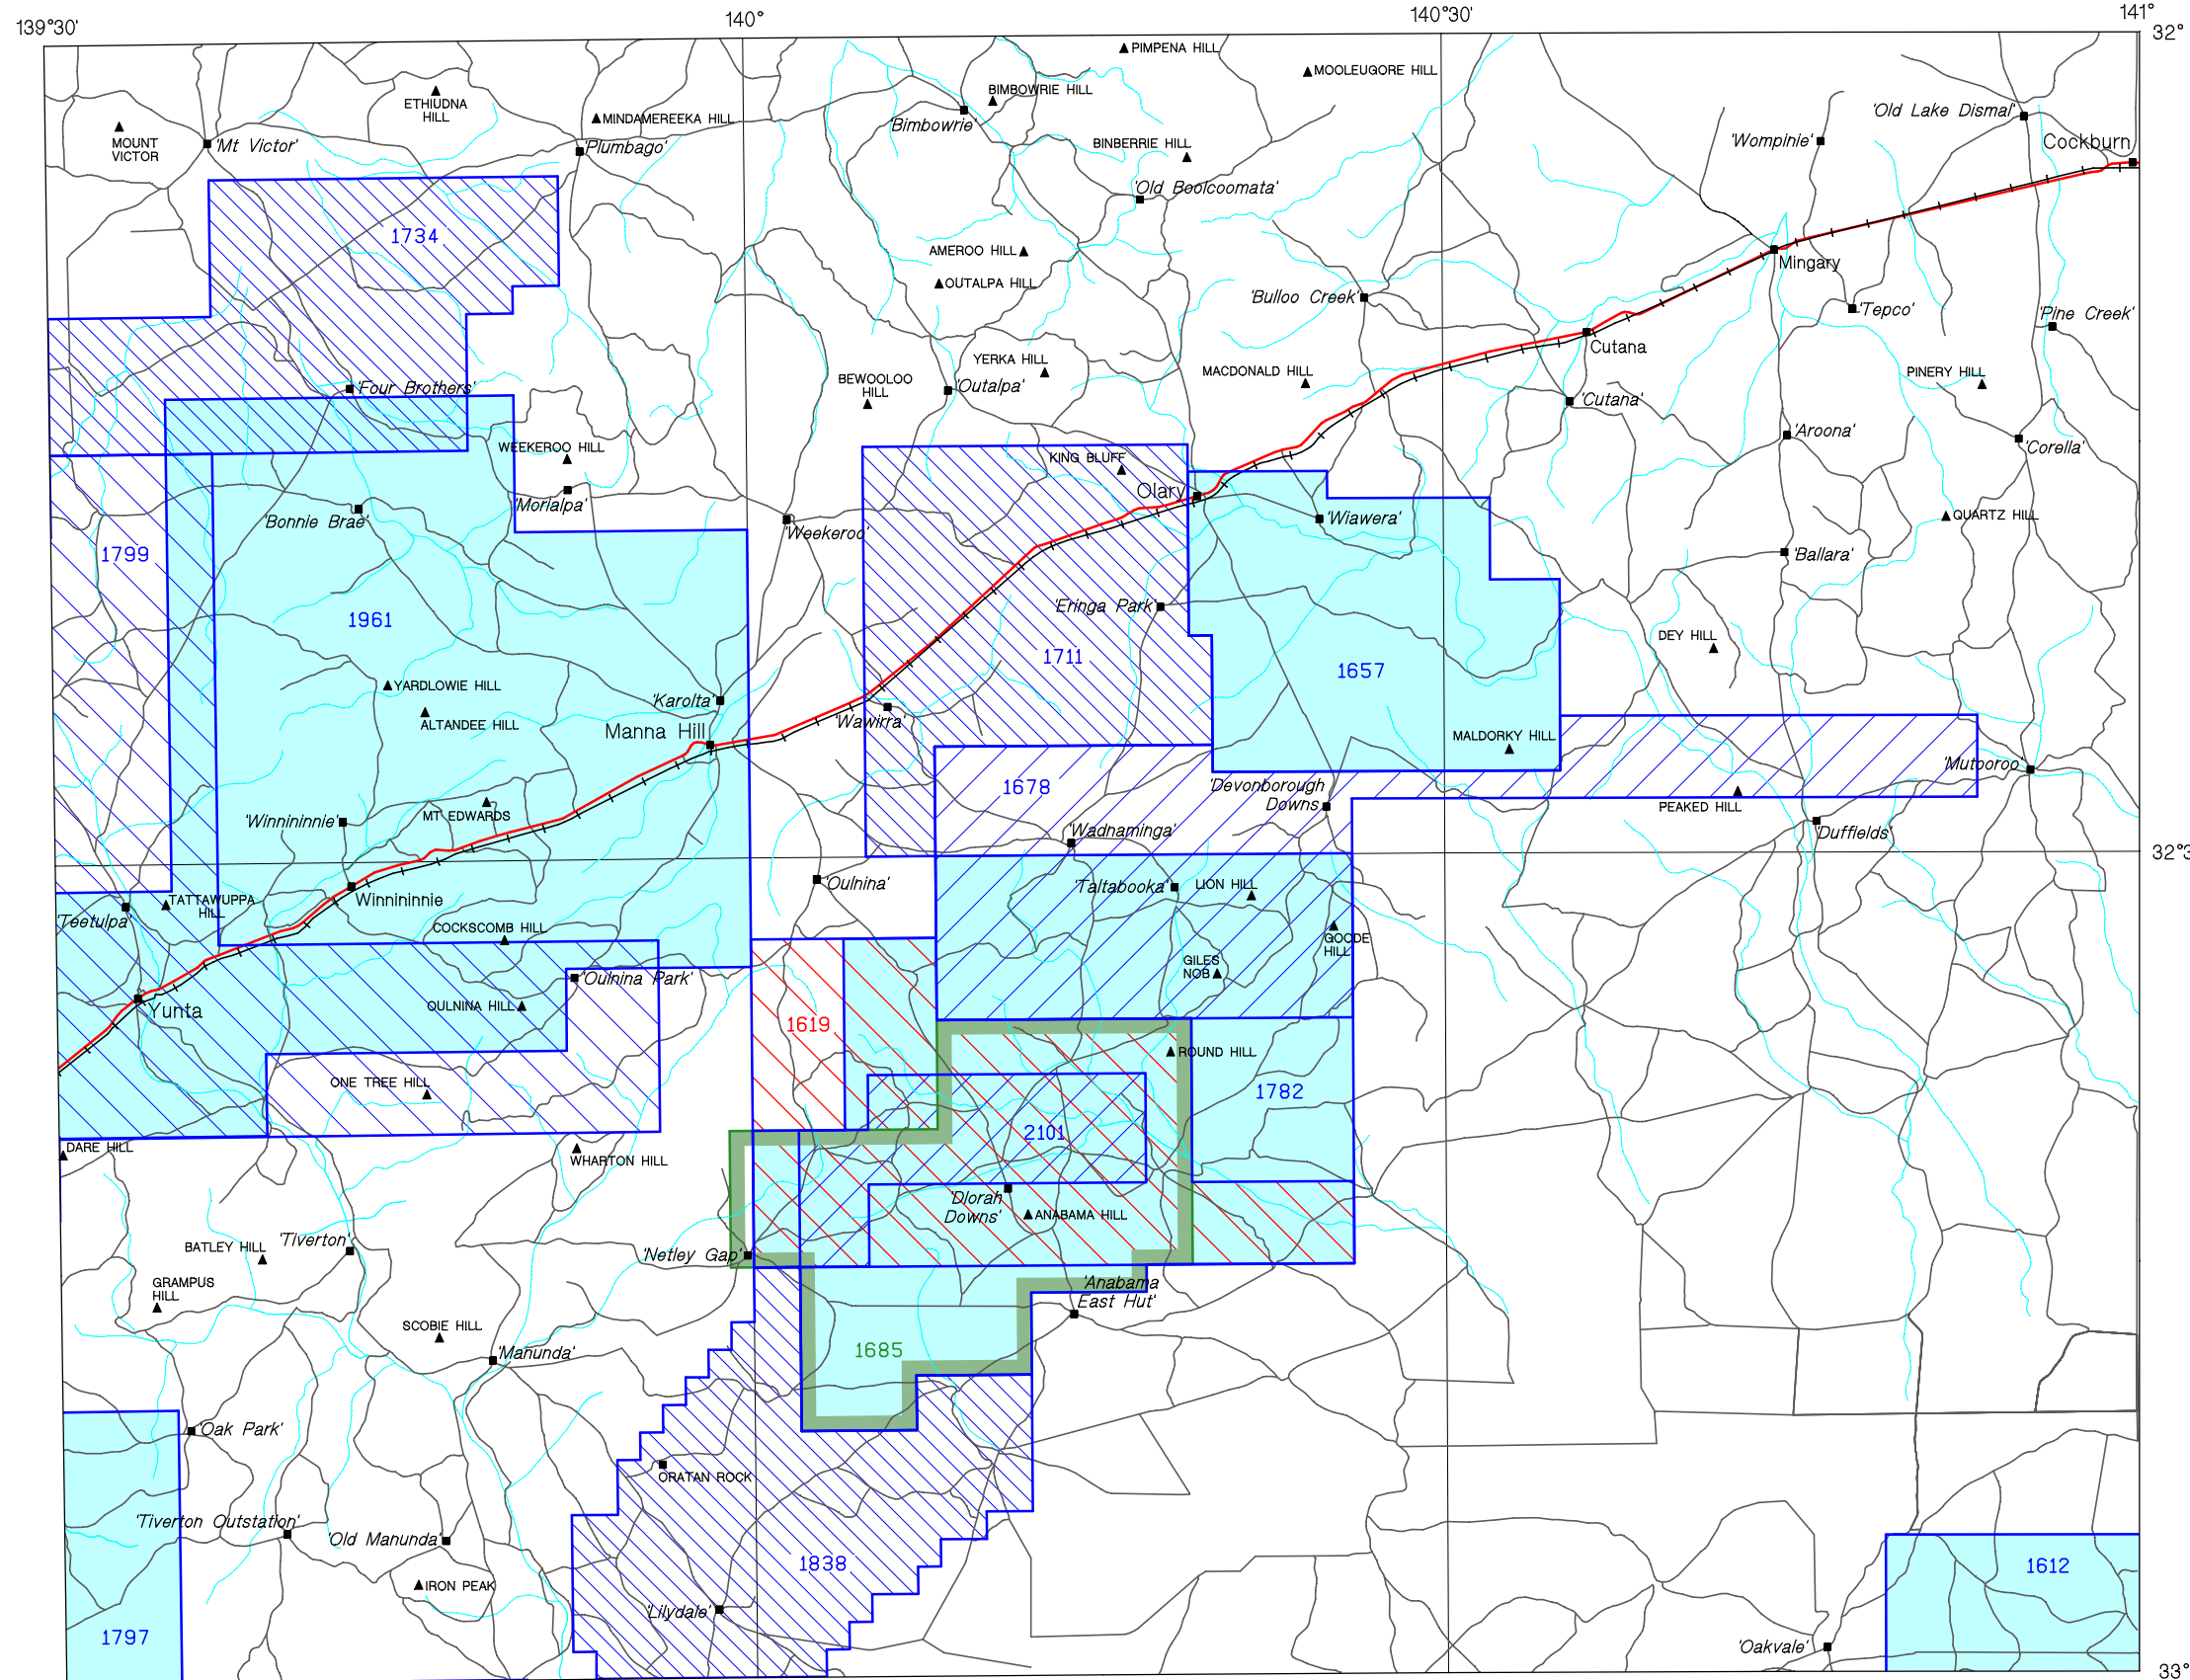 139°30'
140°
140°30'
141°
32°
PIMPENA HILL
MOOLEUGORE HILL
ETHIUDNA
HILL
BIMBOWRIE HILL
MINDAMEREEKA HILL
'Bimbowrie'
'Old Lake Dismal'
MOUNT
VICTOR
'Mt Victor'
'Plumbago'
BINBERRIE HILL
'Wompinie'
Cockburn
'Old Boolcoomata'
1734
AMEROO HILL
Mingary
OUTALPA HILL
'Bulloo Creek'
'Tepco'
'Pine Creek'
Cutana
YERKA HILL
MACDONALD HILL
PINERY HILL
BEWOOLOO
HILL
'Four Brothers'
'Outalpa'
'Cutana'
'Aroona'
'Corella'
WEEKEROO HILL
KING BLUFF
Olary
'Morialpa'
'Bonnie Brae'
'Weekeroo'
'Wiawera'
QUARTZ HILL
1799
'Ballara'
1961
'Eringa Park'
DEY HILL
1711
1657
YARDLOWIE HILL
'Karolta'
ALTANDEE HILL
'Wawirra'
Manna Hill
MALDORKY HILL
'Mutooroo'
1678
'Devonborough
Downs'
PEAKED HILL
MT EDWARDS
'Winnininnie'
'Wadnaminga'
'Duffields'
32°3
'Oulnina'
'Taltabooka'
LION HILL
Winnininnie
TATTAWUPPA
HILL
'Teetulpa'
COCKSCOMB HILL
GOODE
HILL
GILES
NOB
'Oulnina Park'
OULNINA HILL
Yunta
1619
ROUND HILL
ONE TREE HILL
1782
2101
DARE HILL
WHARTON HILL
'Dlorah
Downs'
ANABAMA HILL
'Tiverton'
BATLEY HILL
'Netley Gap'
GRAMPUS
HILL
'Anabama
East Hut'
SCOBIE HILL
'Manunda'
1685
'Oak Park'
ORATAN ROCK
'Tiverton Outstation'
'Old Manunda'
1838
1612
IRON PEAK
'Lilydale'
1797
'Oakvale'
33°